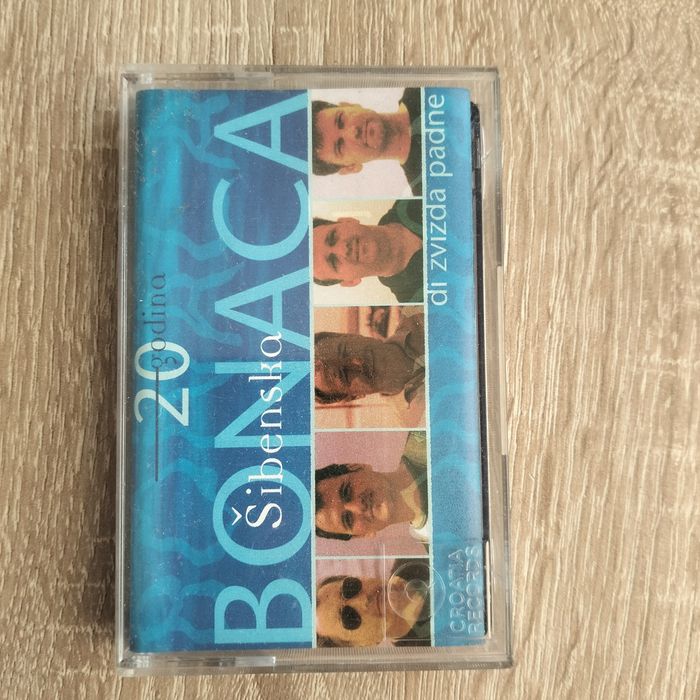 20 godina
Šibenska
BONACA
di zvizda padne
CROATIA
RECORDS